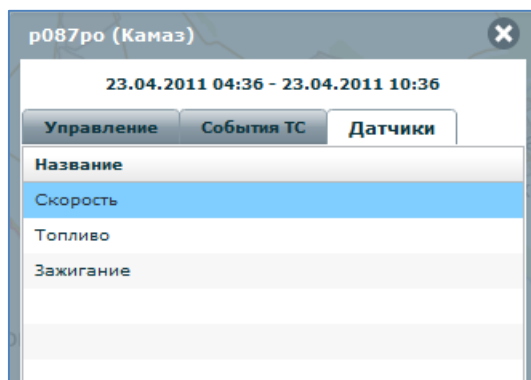 р087ро (Камаз)
23.04.2011 04:36 - 23.04.2011 10:36
Управление События ТС Датчики
Название
Скорость
Топливо
Зажигание